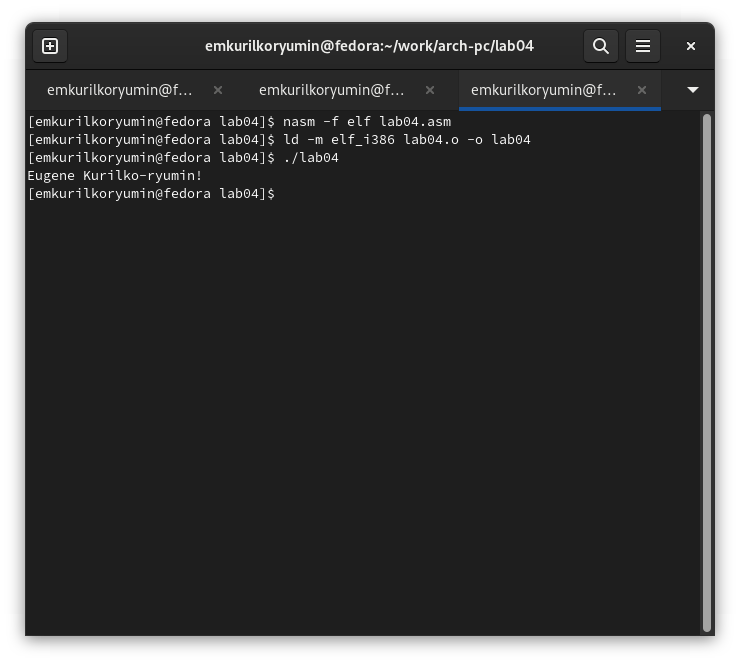 emkurilkoryumin@fedora:~/work/arch-pc/lab04
emkurilkoryumin@f... emkurilkoryumin@f... emkurilkoryumin@f...
[emkurilkoryumin@fedora lab04]$ nasm -f elf lab04.asm
[emkurilkoryumin@fedora lab04]$ ld -m elf_i386 lab04.o -o lab04
[emkurilkoryumin@fedora lab04]$ ./lab04
Eugene Kurilko-ryumin!
[emkurilkoryumin@fedora lab04]$